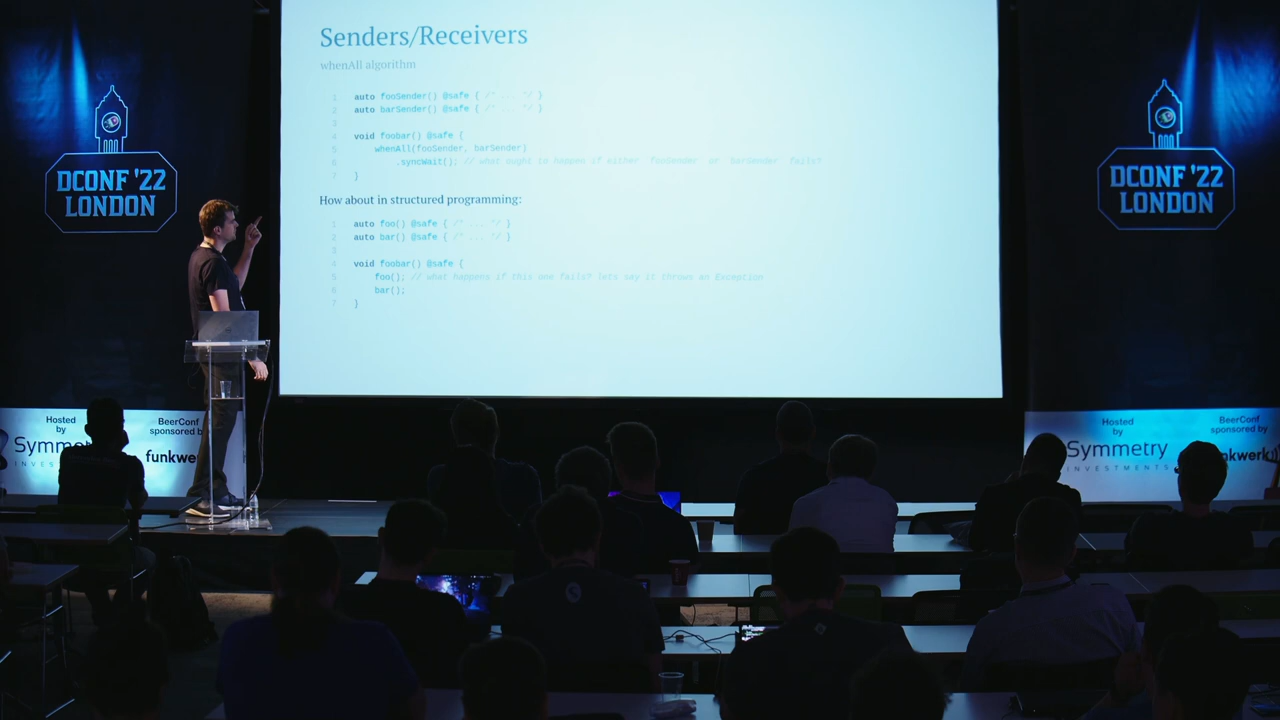 Senders/Receivers
whenAll algorithm
1 auto fooSender() @safe { /* ... */ }
2 auto barSender() @safe { /* ... */ }
3
4 void foobar() @safe {
5 whenAll(fooSender, barSender)
6 .syncWait(); // what ought to happen if either `fooSender` or `barSender` fails?
7 }
How about in structured programming:
1 auto foo() @safe { /* ... */ }
2 auto bar() @safe { /* ... */ }
3
4 void foobar() @safe {
5 foo(); // what happens if this one fails? lets say it throws an Exception
6 bar();
7 }
DCONF '22
LONDON
DCONF '22
LONDON
Hosted
by
Symmet
INVEST
BeerConf
sponsored b
funkwe
Hosted
by
Symmetry
INVESTMENTS
BeerConf
sponsored by
nkwerk